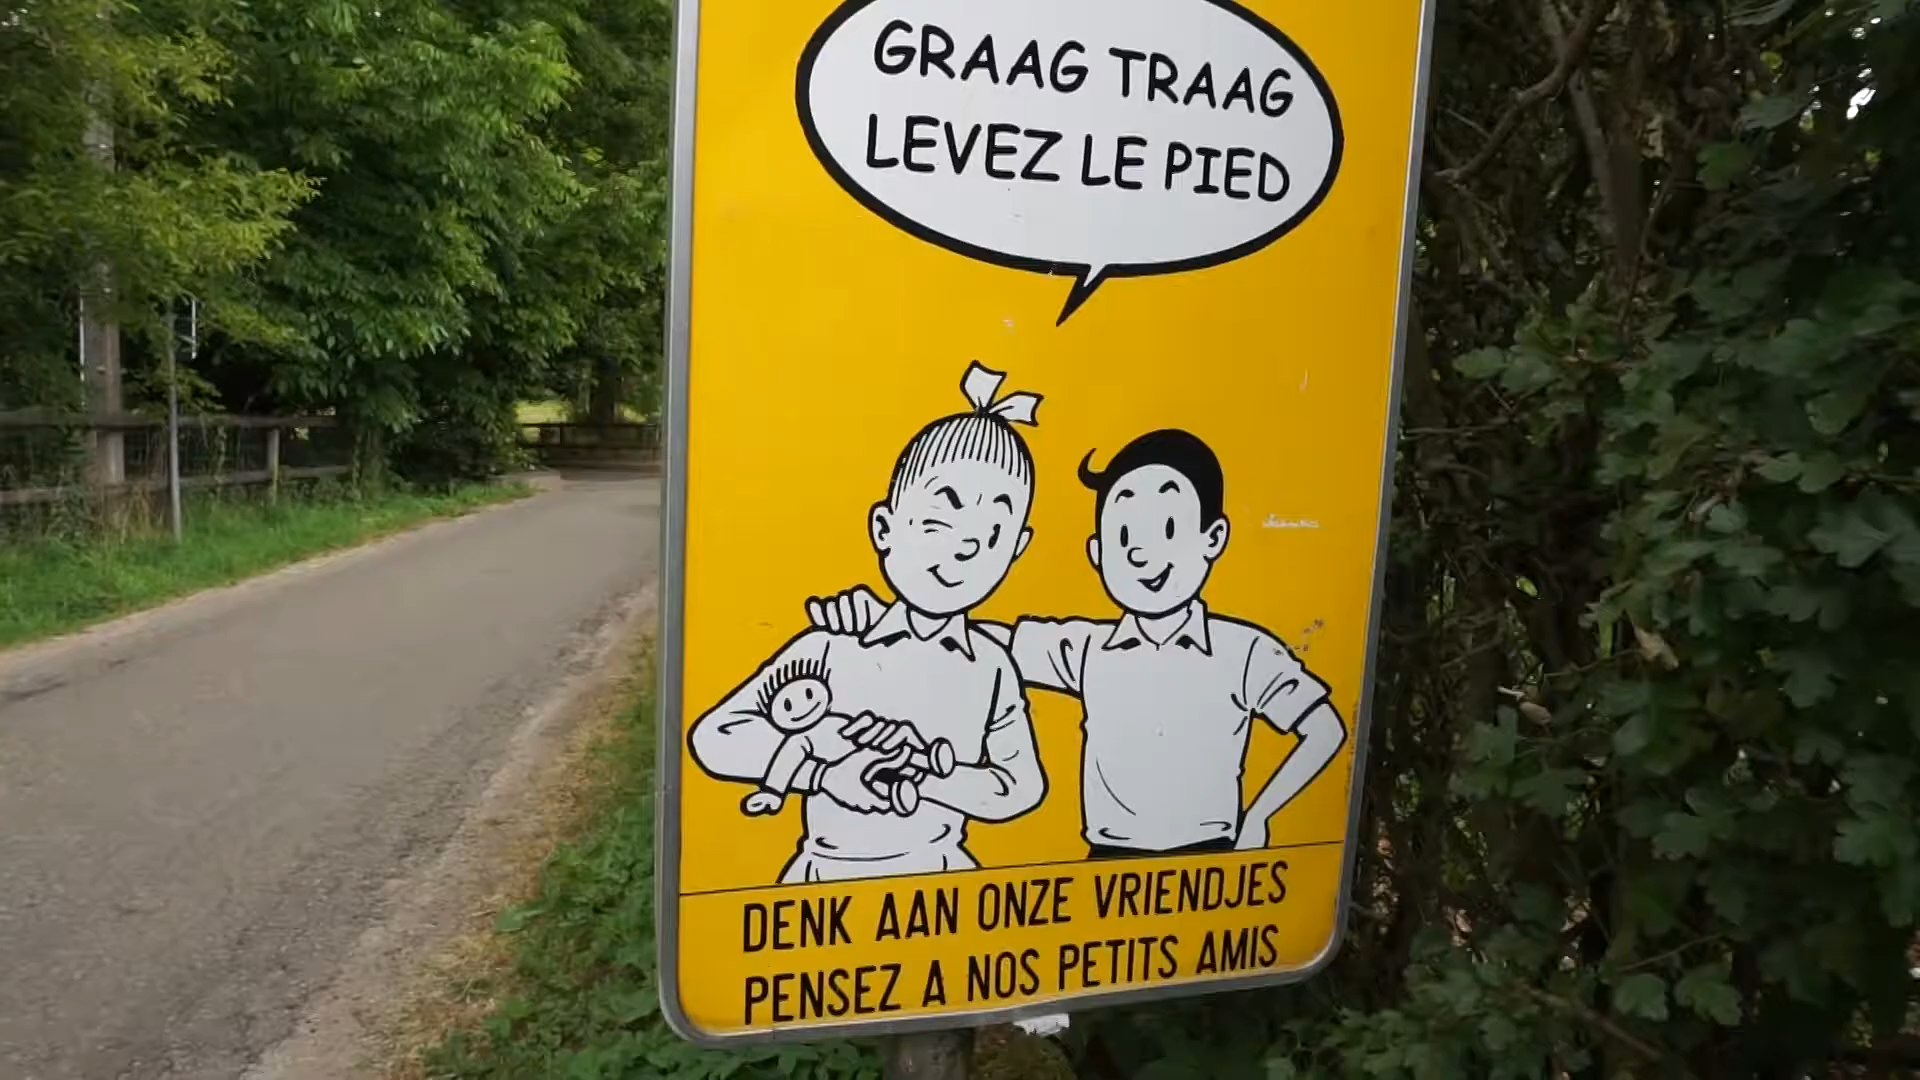 GRAAG TRAAG
LEVEZ LE PIED
DENK AAN ONZE VRIENDJES
PENSEZ A NOS PETITS AMIS